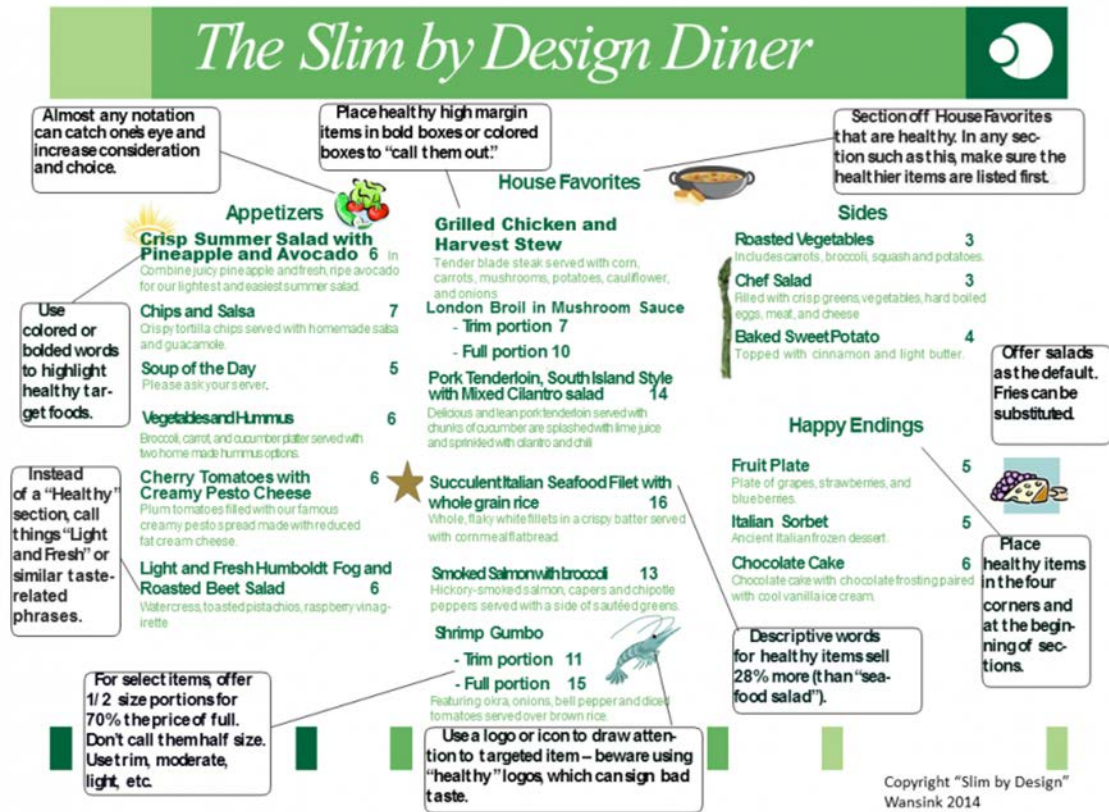 The Slim by Design Diner
Almost any notation
can catch one's eye and
increase consideration
and choice.
Place healthy high margin
items in bold boxes or colored
boxes to "call them out."
Section off House Favorites
that are healthy. In any sec-
tion such as this, make sure the
healthier items are listed first.
Appetizers
Crisp Summer Salad with
Pineapple and Avocado 6 In
Combine juicy pineapple and fresh, ripe avocado
for our lightest and easiest summer salad.
Chips and Salsa 7
Crispy tortilla chips served with homemade salsa
and guacamole.
Soup of the Day 5
Please ask your server.
Vegetables and Hummus 6
Broccoli, carrot, and cucumber platter served with
two home made hummus options.
Cherry Tomatoes with 6
Creamy Pesto Cheese
Plum tomatoes filled with our famous
creamy pesto spread made with reduced
fat cream cheese.
Light and Fresh Humboldt Fog and
Roasted Beet Salad 6
Watercress, toasted pistachios, raspberry vinag-
irette
Use
colored or
bolded words
to highlight
healthy tar-
get foods.
Instead
of a "Healthy"
section, call
things "Light
and Fresh" or
similar taste-
related
phrases.
For select items, offer
1/2 size portions for
70% the price of full.
Don't call them half size.
Use trim, moderate,
light, etc.
House Favorites
Grilled Chicken and
Harvest Stew
Tender blade steak served with corn,
carrots, mushrooms, potatoes, cauliflower,
and onions
London Broil in Mushroom Sauce
- Trim portion 7
- Full portion 10
Pork Tenderloin, South Island Style
with Mixed Cilantro salad 14
Delicious and lean pork tenderloin served with
chunks of cucumber are splashed with lime juice
and sprinkled with cilantro and chili
Succulent Italian Seafood Filet with
whole grain rice 16
Whole, flaky white fillets in a crispy batter served
with cornmeal flatbread.
Smoked Salmon with broccoli 13
Hickory-smoked salmon, capers and chipotle
peppers served with a side of sautéed greens.
Shrimp Gumbo
- Trim portion 11
- Full portion 15
Featuring okra, onions, bell pepper and diced
tomatoes served over brown rice.
Use a logo or icon to draw atten-
tion to targeted item – beware using
"healthy" logos, which can sign bad
taste.
Sides
Roasted Vegetables 3
Includes carrots, broccoli, squash and potatoes.
Chef Salad 3
Filled with crisp greens, vegetables, hard boiled
eggs, meat, and cheese
Baked Sweet Potato 4
Topped with cinnamon and light butter.
Offer salads
as the default.
Fries can be
substituted.
Happy Endings
Fruit Plate 5
Plate of grapes, strawberries, and
blueberries.
Italian Sorbet 5
Ancient Italian frozen dessert.
Chocolate Cake 6
Chocolate cake with chocolate frosting paired
with cool vanilla ice cream.
Place
healthy items
in the four
corners and
at the begin-
ning of sec-
tions.
Descriptive words
for healthy items sell
28% more (than "sea-
food salad").
Copyright "Slim by Design"
Wansink 2014